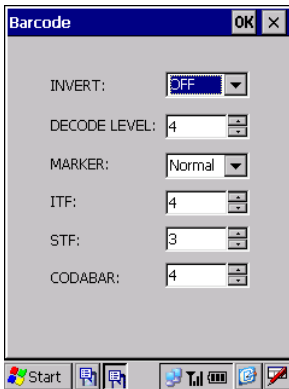 Barcode OK
INVERT: OFF
DECODE LEVEL: 4
MARKER: Normal
ITF: 4
STF: 3
CODABAR: 4
Start